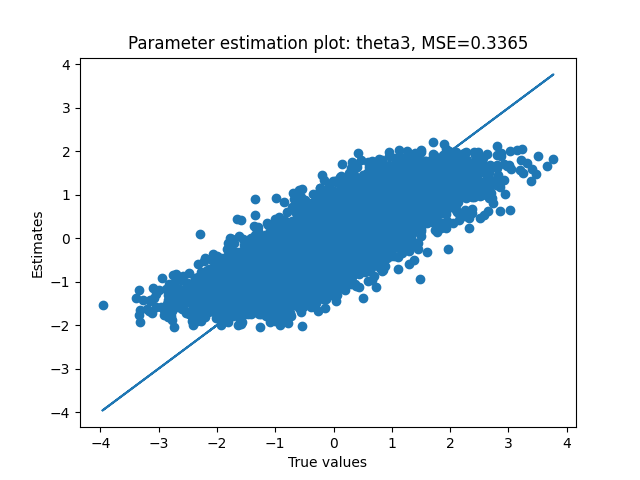 Parameter estimation plot: theta3, MSE=0.3365
4
3
2
1
0
−1
−2
−3
−4
Estimates
−4 −3 −2 −1 0 1 2 3 4
True values